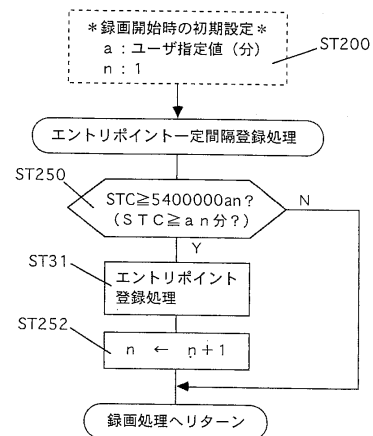 ＊録画開始時の初期設定＊
a：ユーザ指定値（分）
n：1
ST200
エントリポイント一定間隔登録処理
ST250
STC≧5400000an?
（ＳＴＣ≧ａｎ分？）
N
Y
ST31
エントリポイント
登録処理
ST252
n ← n+1
録画処理へリターン